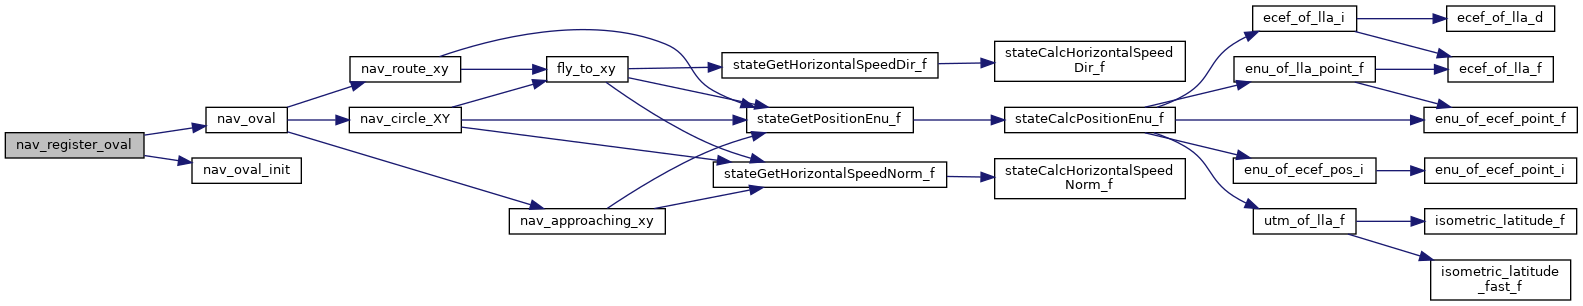 nav_register_oval
nav_oval
nav_oval_init
nav_route_xy
nav_circle_XY
nav_approaching_xy
fly_to_xy
stateGetHorizontalSpeedDir_f
stateGetPositionEnu_f
stateGetHorizontalSpeedNorm_f
stateCalcHorizontalSpeed
Dir_f
stateCalcPositionEnu_f
stateCalcHorizontalSpeed
Norm_f
ecef_of_lla_i
enu_of_lla_point_f
enu_of_ecef_pos_i
utm_of_lla_f
ecef_of_lla_d
ecef_of_lla_f
enu_of_ecef_point_f
enu_of_ecef_point_i
isometric_latitude_f
isometric_latitude
_fast_f